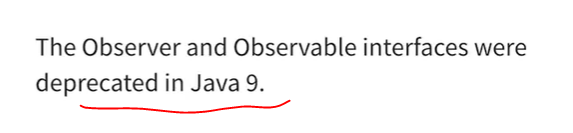 The Observer and Observable interfaces were
deprecated in Java 9.